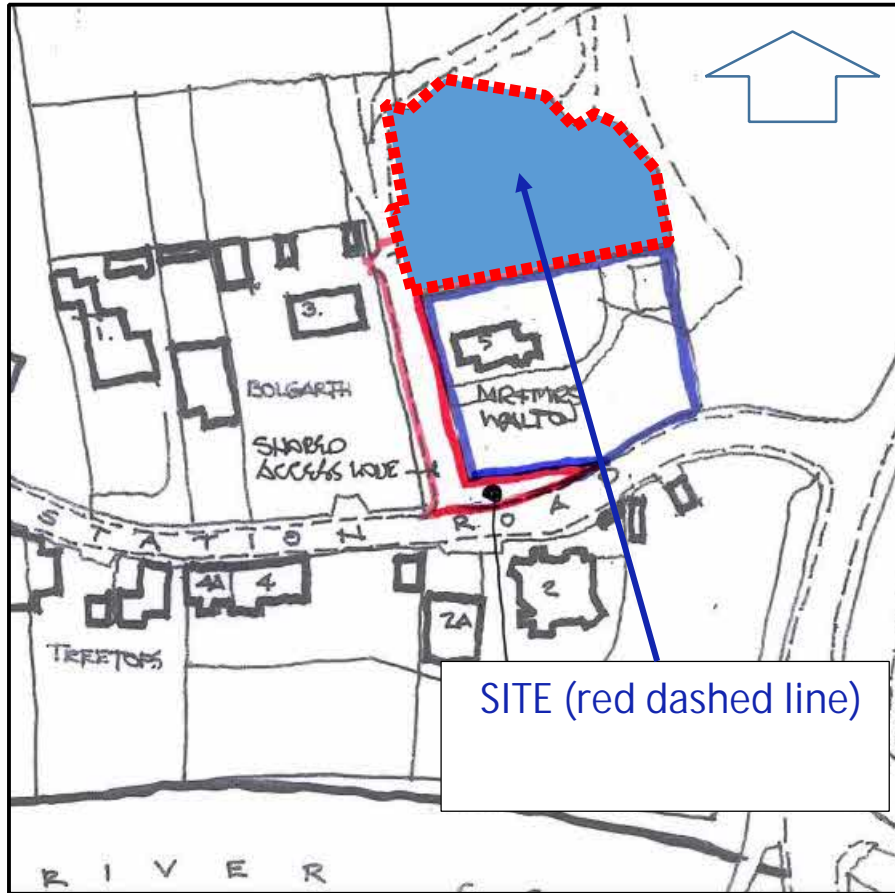 1.
3.
5
BOLGARTH
MR+MRS
WALTON
SHARED
ACCESS LANE
STATION ROAD
4A
4
2A
2
TREETOPS
SITE (red dashed line)
RIVER